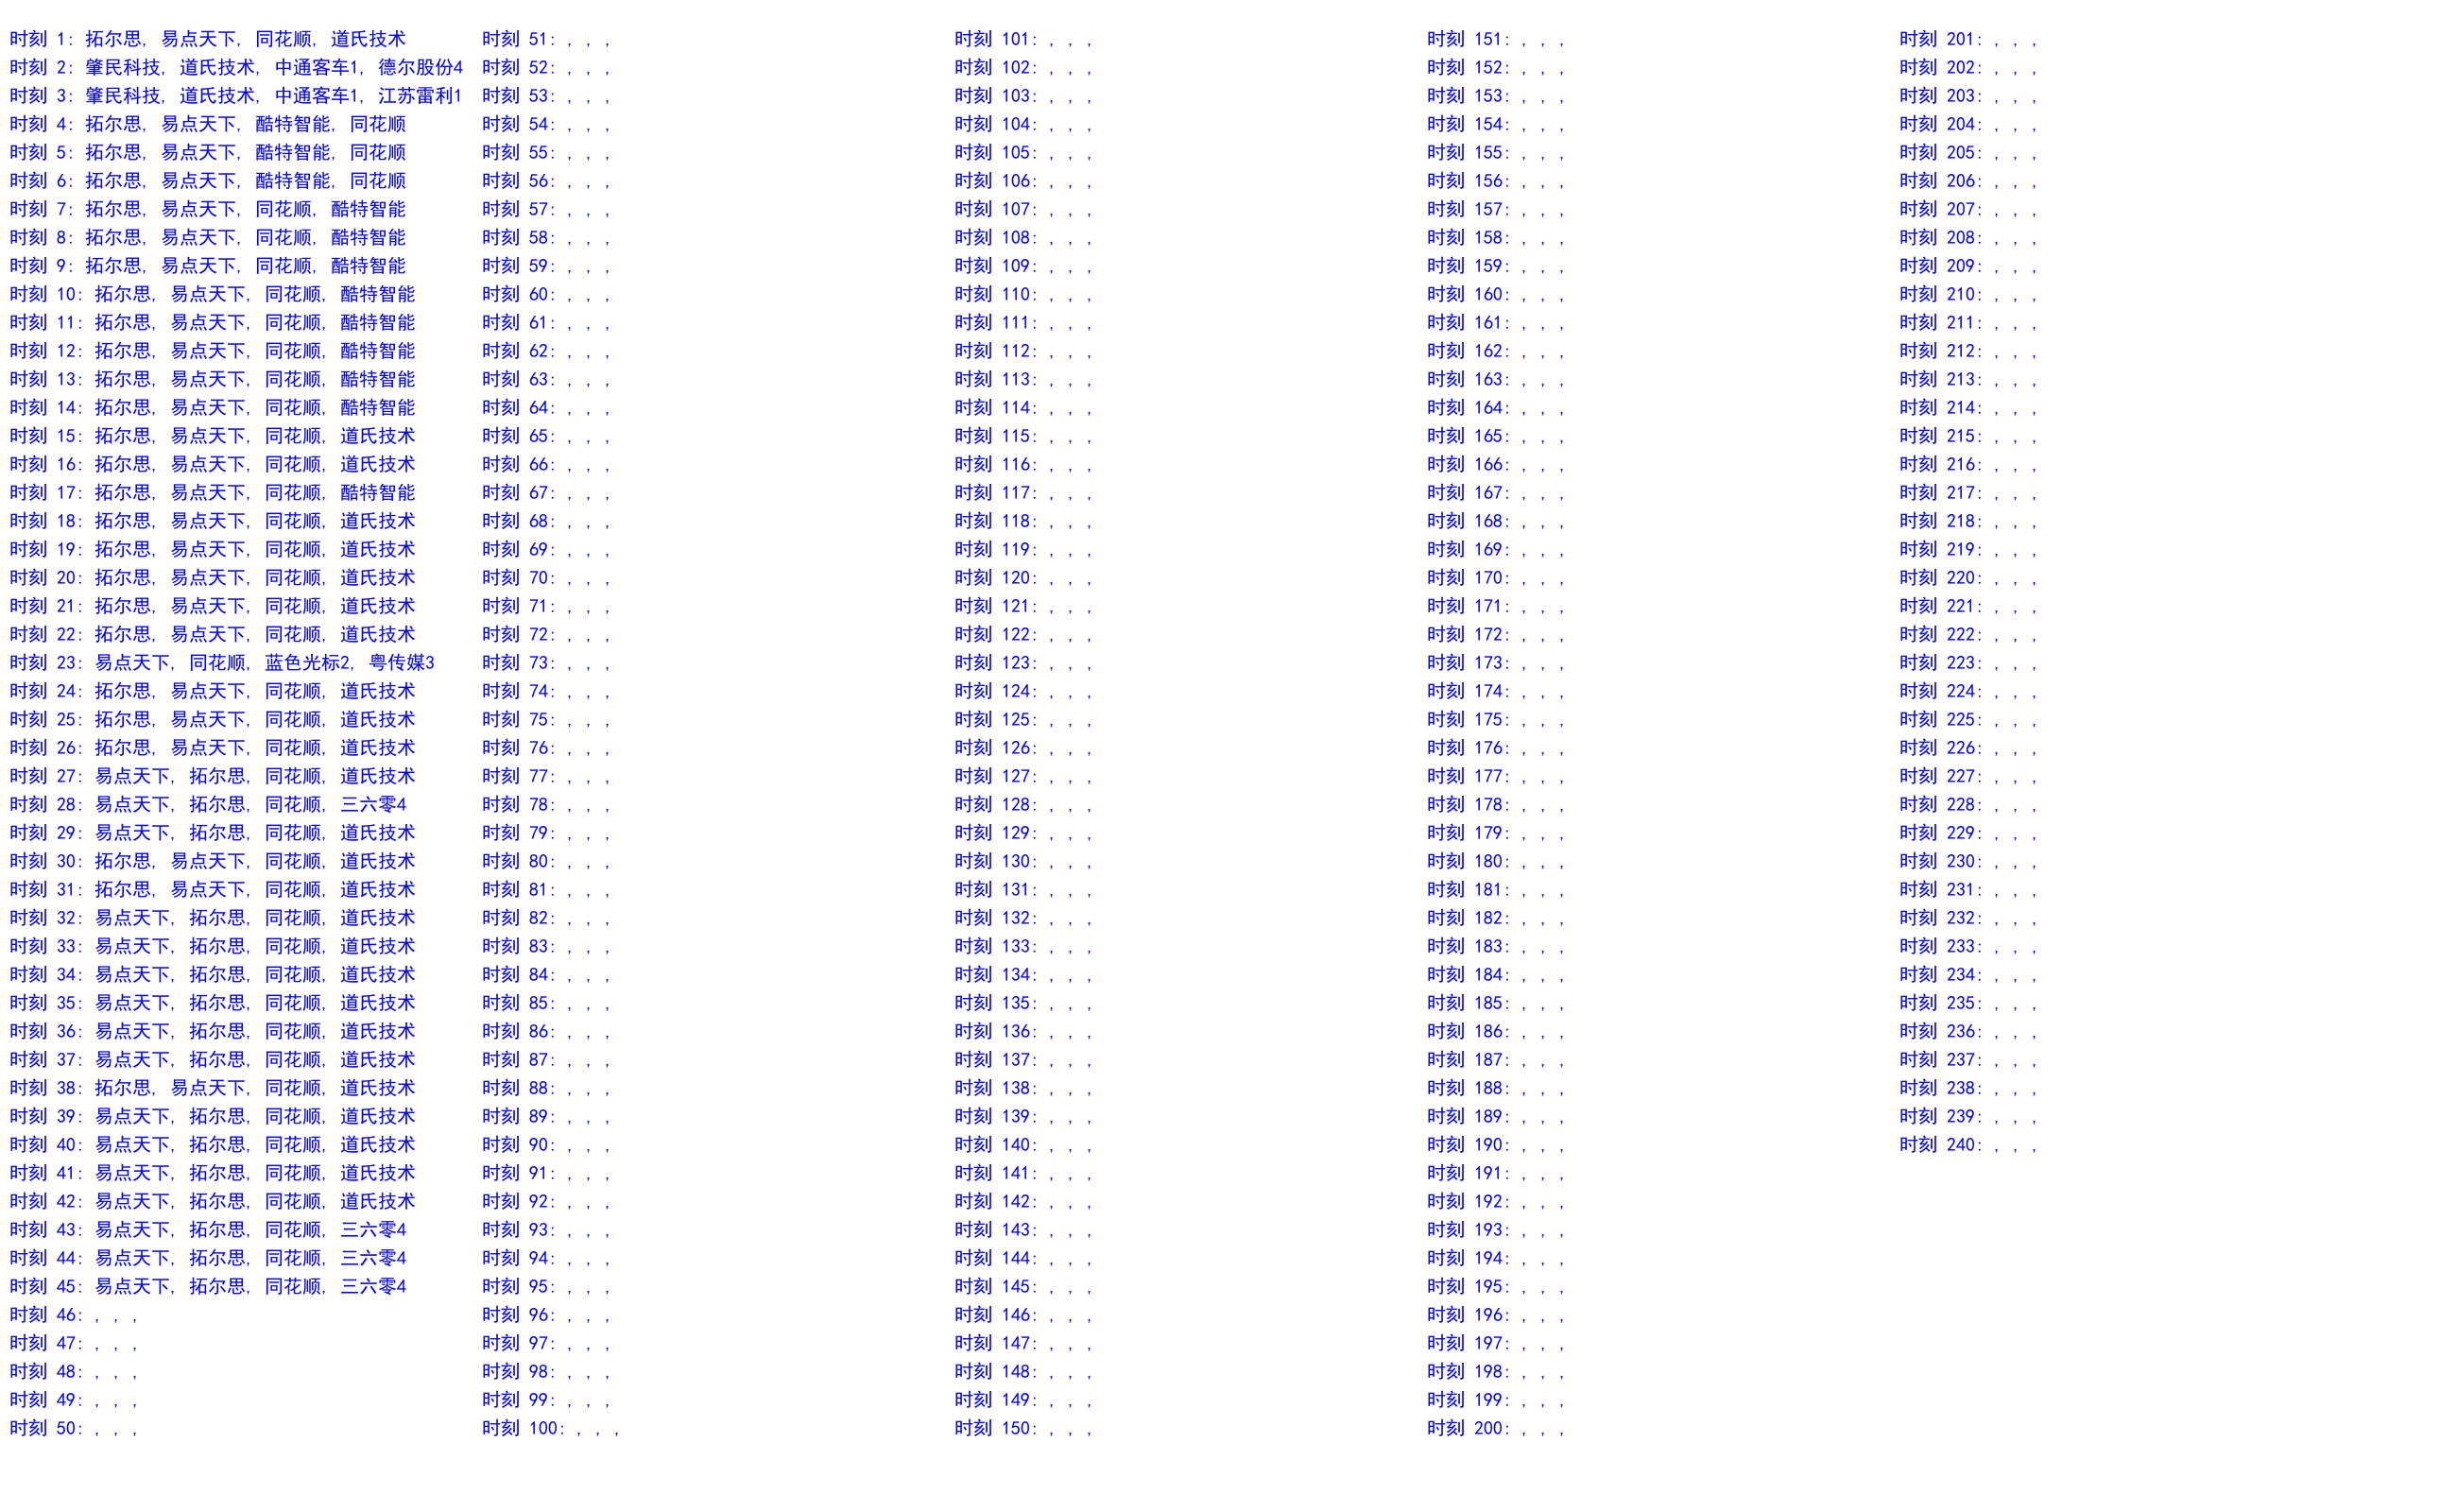 时刻 1: 拓尔思, 易点天下, 同花顺, 道氏技术
时刻 2: 肇民科技, 道氏技术, 中通客车1, 德尔股份4
时刻 3: 肇民科技, 道氏技术, 中通客车1, 江苏雷利1
时刻 4: 拓尔思, 易点天下, 酷特智能, 同花顺
时刻 5: 拓尔思, 易点天下, 酷特智能, 同花顺
时刻 6: 拓尔思, 易点天下, 酷特智能, 同花顺
时刻 7: 拓尔思, 易点天下, 同花顺, 酷特智能
时刻 8: 拓尔思, 易点天下, 同花顺, 酷特智能
时刻 9: 拓尔思, 易点天下, 同花顺, 酷特智能
时刻 10: 拓尔思, 易点天下, 同花顺, 酷特智能
时刻 11: 拓尔思, 易点天下, 同花顺, 酷特智能
时刻 12: 拓尔思, 易点天下, 同花顺, 酷特智能
时刻 13: 拓尔思, 易点天下, 同花顺, 酷特智能
时刻 14: 拓尔思, 易点天下, 同花顺, 酷特智能
时刻 15: 拓尔思, 易点天下, 同花顺, 道氏技术
时刻 16: 拓尔思, 易点天下, 同花顺, 道氏技术
时刻 17: 拓尔思, 易点天下, 同花顺, 酷特智能
时刻 18: 拓尔思, 易点天下, 同花顺, 道氏技术
时刻 19: 拓尔思, 易点天下, 同花顺, 道氏技术
时刻 20: 拓尔思, 易点天下, 同花顺, 道氏技术
时刻 21: 拓尔思, 易点天下, 同花顺, 道氏技术
时刻 22: 拓尔思, 易点天下, 同花顺, 道氏技术
时刻 23: 易点天下, 同花顺, 蓝色光标2, 粤传媒3
时刻 24: 拓尔思, 易点天下, 同花顺, 道氏技术
时刻 25: 拓尔思, 易点天下, 同花顺, 道氏技术
时刻 26: 拓尔思, 易点天下, 同花顺, 道氏技术
时刻 27: 易点天下, 拓尔思, 同花顺, 道氏技术
时刻 28: 易点天下, 拓尔思, 同花顺, 三六零4
时刻 29: 易点天下, 拓尔思, 同花顺, 道氏技术
时刻 30: 拓尔思, 易点天下, 同花顺, 道氏技术
时刻 31: 拓尔思, 易点天下, 同花顺, 道氏技术
时刻 32: 易点天下, 拓尔思, 同花顺, 道氏技术
时刻 33: 易点天下, 拓尔思, 同花顺, 道氏技术
时刻 34: 易点天下, 拓尔思, 同花顺, 道氏技术
时刻 35: 易点天下, 拓尔思, 同花顺, 道氏技术
时刻 36: 易点天下, 拓尔思, 同花顺, 道氏技术
时刻 37: 易点天下, 拓尔思, 同花顺, 道氏技术
时刻 38: 拓尔思, 易点天下, 同花顺, 道氏技术
时刻 39: 易点天下, 拓尔思, 同花顺, 道氏技术
时刻 40: 易点天下, 拓尔思, 同花顺, 道氏技术
时刻 41: 易点天下, 拓尔思, 同花顺, 道氏技术
时刻 42: 易点天下, 拓尔思, 同花顺, 道氏技术
时刻 43: 易点天下, 拓尔思, 同花顺, 三六零4
时刻 44: 易点天下, 拓尔思, 同花顺, 三六零4
时刻 45: 易点天下, 拓尔思, 同花顺, 三六零4
时刻 46: , , ,
时刻 47: , , ,
时刻 48: , , ,
时刻 49: , , ,
时刻 50: , , ,
时刻 51: , , ,
时刻 52: , , ,
时刻 53: , , ,
时刻 54: , , ,
时刻 55: , , ,
时刻 56: , , ,
时刻 57: , , ,
时刻 58: , , ,
时刻 59: , , ,
时刻 60: , , ,
时刻 61: , , ,
时刻 62: , , ,
时刻 63: , , ,
时刻 64: , , ,
时刻 65: , , ,
时刻 66: , , ,
时刻 67: , , ,
时刻 68: , , ,
时刻 69: , , ,
时刻 70: , , ,
时刻 71: , , ,
时刻 72: , , ,
时刻 73: , , ,
时刻 74: , , ,
时刻 75: , , ,
时刻 76: , , ,
时刻 77: , , ,
时刻 78: , , ,
时刻 79: , , ,
时刻 80: , , ,
时刻 81: , , ,
时刻 82: , , ,
时刻 83: , , ,
时刻 84: , , ,
时刻 85: , , ,
时刻 86: , , ,
时刻 87: , , ,
时刻 88: , , ,
时刻 89: , , ,
时刻 90: , , ,
时刻 91: , , ,
时刻 92: , , ,
时刻 93: , , ,
时刻 94: , , ,
时刻 95: , , ,
时刻 96: , , ,
时刻 97: , , ,
时刻 98: , , ,
时刻 99: , , ,
时刻 100: , , ,
时刻 101: , , ,
时刻 102: , , ,
时刻 103: , , ,
时刻 104: , , ,
时刻 105: , , ,
时刻 106: , , ,
时刻 107: , , ,
时刻 108: , , ,
时刻 109: , , ,
时刻 110: , , ,
时刻 111: , , ,
时刻 112: , , ,
时刻 113: , , ,
时刻 114: , , ,
时刻 115: , , ,
时刻 116: , , ,
时刻 117: , , ,
时刻 118: , , ,
时刻 119: , , ,
时刻 120: , , ,
时刻 121: , , ,
时刻 122: , , ,
时刻 123: , , ,
时刻 124: , , ,
时刻 125: , , ,
时刻 126: , , ,
时刻 127: , , ,
时刻 128: , , ,
时刻 129: , , ,
时刻 130: , , ,
时刻 131: , , ,
时刻 132: , , ,
时刻 133: , , ,
时刻 134: , , ,
时刻 135: , , ,
时刻 136: , , ,
时刻 137: , , ,
时刻 138: , , ,
时刻 139: , , ,
时刻 140: , , ,
时刻 141: , , ,
时刻 142: , , ,
时刻 143: , , ,
时刻 144: , , ,
时刻 145: , , ,
时刻 146: , , ,
时刻 147: , , ,
时刻 148: , , ,
时刻 149: , , ,
时刻 150: , , ,
时刻 151: , , ,
时刻 152: , , ,
时刻 153: , , ,
时刻 154: , , ,
时刻 155: , , ,
时刻 156: , , ,
时刻 157: , , ,
时刻 158: , , ,
时刻 159: , , ,
时刻 160: , , ,
时刻 161: , , ,
时刻 162: , , ,
时刻 163: , , ,
时刻 164: , , ,
时刻 165: , , ,
时刻 166: , , ,
时刻 167: , , ,
时刻 168: , , ,
时刻 169: , , ,
时刻 170: , , ,
时刻 171: , , ,
时刻 172: , , ,
时刻 173: , , ,
时刻 174: , , ,
时刻 175: , , ,
时刻 176: , , ,
时刻 177: , , ,
时刻 178: , , ,
时刻 179: , , ,
时刻 180: , , ,
时刻 181: , , ,
时刻 182: , , ,
时刻 183: , , ,
时刻 184: , , ,
时刻 185: , , ,
时刻 186: , , ,
时刻 187: , , ,
时刻 188: , , ,
时刻 189: , , ,
时刻 190: , , ,
时刻 191: , , ,
时刻 192: , , ,
时刻 193: , , ,
时刻 194: , , ,
时刻 195: , , ,
时刻 196: , , ,
时刻 197: , , ,
时刻 198: , , ,
时刻 199: , , ,
时刻 200: , , ,
时刻 201: , , ,
时刻 202: , , ,
时刻 203: , , ,
时刻 204: , , ,
时刻 205: , , ,
时刻 206: , , ,
时刻 207: , , ,
时刻 208: , , ,
时刻 209: , , ,
时刻 210: , , ,
时刻 211: , , ,
时刻 212: , , ,
时刻 213: , , ,
时刻 214: , , ,
时刻 215: , , ,
时刻 216: , , ,
时刻 217: , , ,
时刻 218: , , ,
时刻 219: , , ,
时刻 220: , , ,
时刻 221: , , ,
时刻 222: , , ,
时刻 223: , , ,
时刻 224: , , ,
时刻 225: , , ,
时刻 226: , , ,
时刻 227: , , ,
时刻 228: , , ,
时刻 229: , , ,
时刻 230: , , ,
时刻 231: , , ,
时刻 232: , , ,
时刻 233: , , ,
时刻 234: , , ,
时刻 235: , , ,
时刻 236: , , ,
时刻 237: , , ,
时刻 238: , , ,
时刻 239: , , ,
时刻 240: , , ,